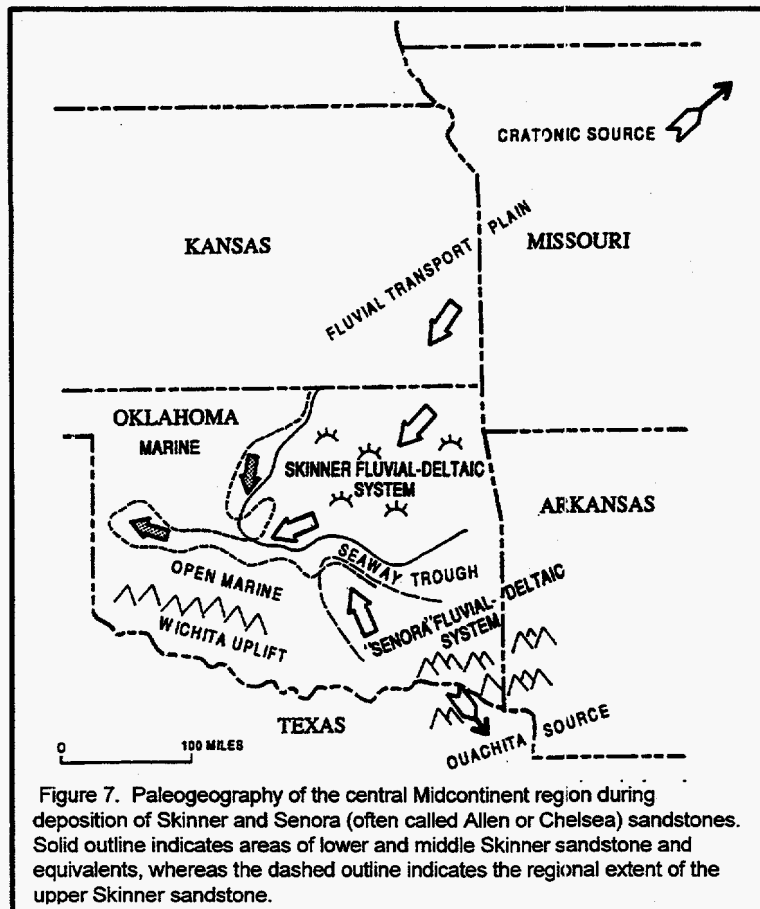 CRATONIC SOURCE
KANSAS
MISSOURI
FLUVIAL TRANSPORT PLAIN
OKLAHOMA
MARINE
SKINNER FLUVIAL-DELTAIC
SYSTEM
ARKANSAS
SEAWAY TROUGH
OPEN MARINE
"SENORA" FLUVIAL-DELTAIC
SYSTEM
WICHITA UPLIFT
TEXAS
OUACHITA SOURCE
0 100 MILES
Figure 7. Paleogeography of the central Midcontinent region during
deposition of Skinner and Senora (often called Allen or Chelsea) sandstones.
Solid outline indicates areas of lower and middle Skinner sandstone and
equivalents, whereas the dashed outline indicates the regional extent of the
upper Skinner sandstone.